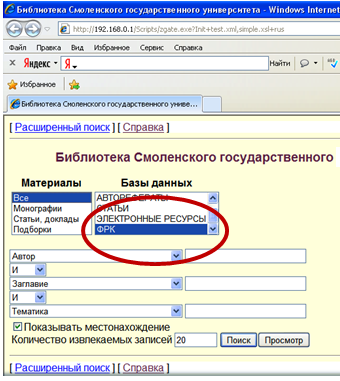 Библиотека Смоленского государственного университета - Windows Internet
http://192.168.0.1/Scripts/zgate.exe?Init+test.xml,simple.xsl+rus
Файл Правка Вид Избранное Сервис Справка
x Яндекс Я Найти
Избранное
Библиотека Смоленского государственного униве...
[ Расширенный поиск ] [ Справка ]
Библиотека Смоленского государственного
Материалы Базы данных
Все АВТОРЕФЕРАТЫ
Монографии СТАТЬИ
Статьи, доклады ЭЛЕКТРОННЫЕ РЕСУРСЫ
Подборки ФРК
Автор
И
Заглавие
И
Тематика
Показывать местонахождение
Количество извлекаемых записей 20 Поиск Просмотр
[ Расширенный поиск ] [ Справка ]